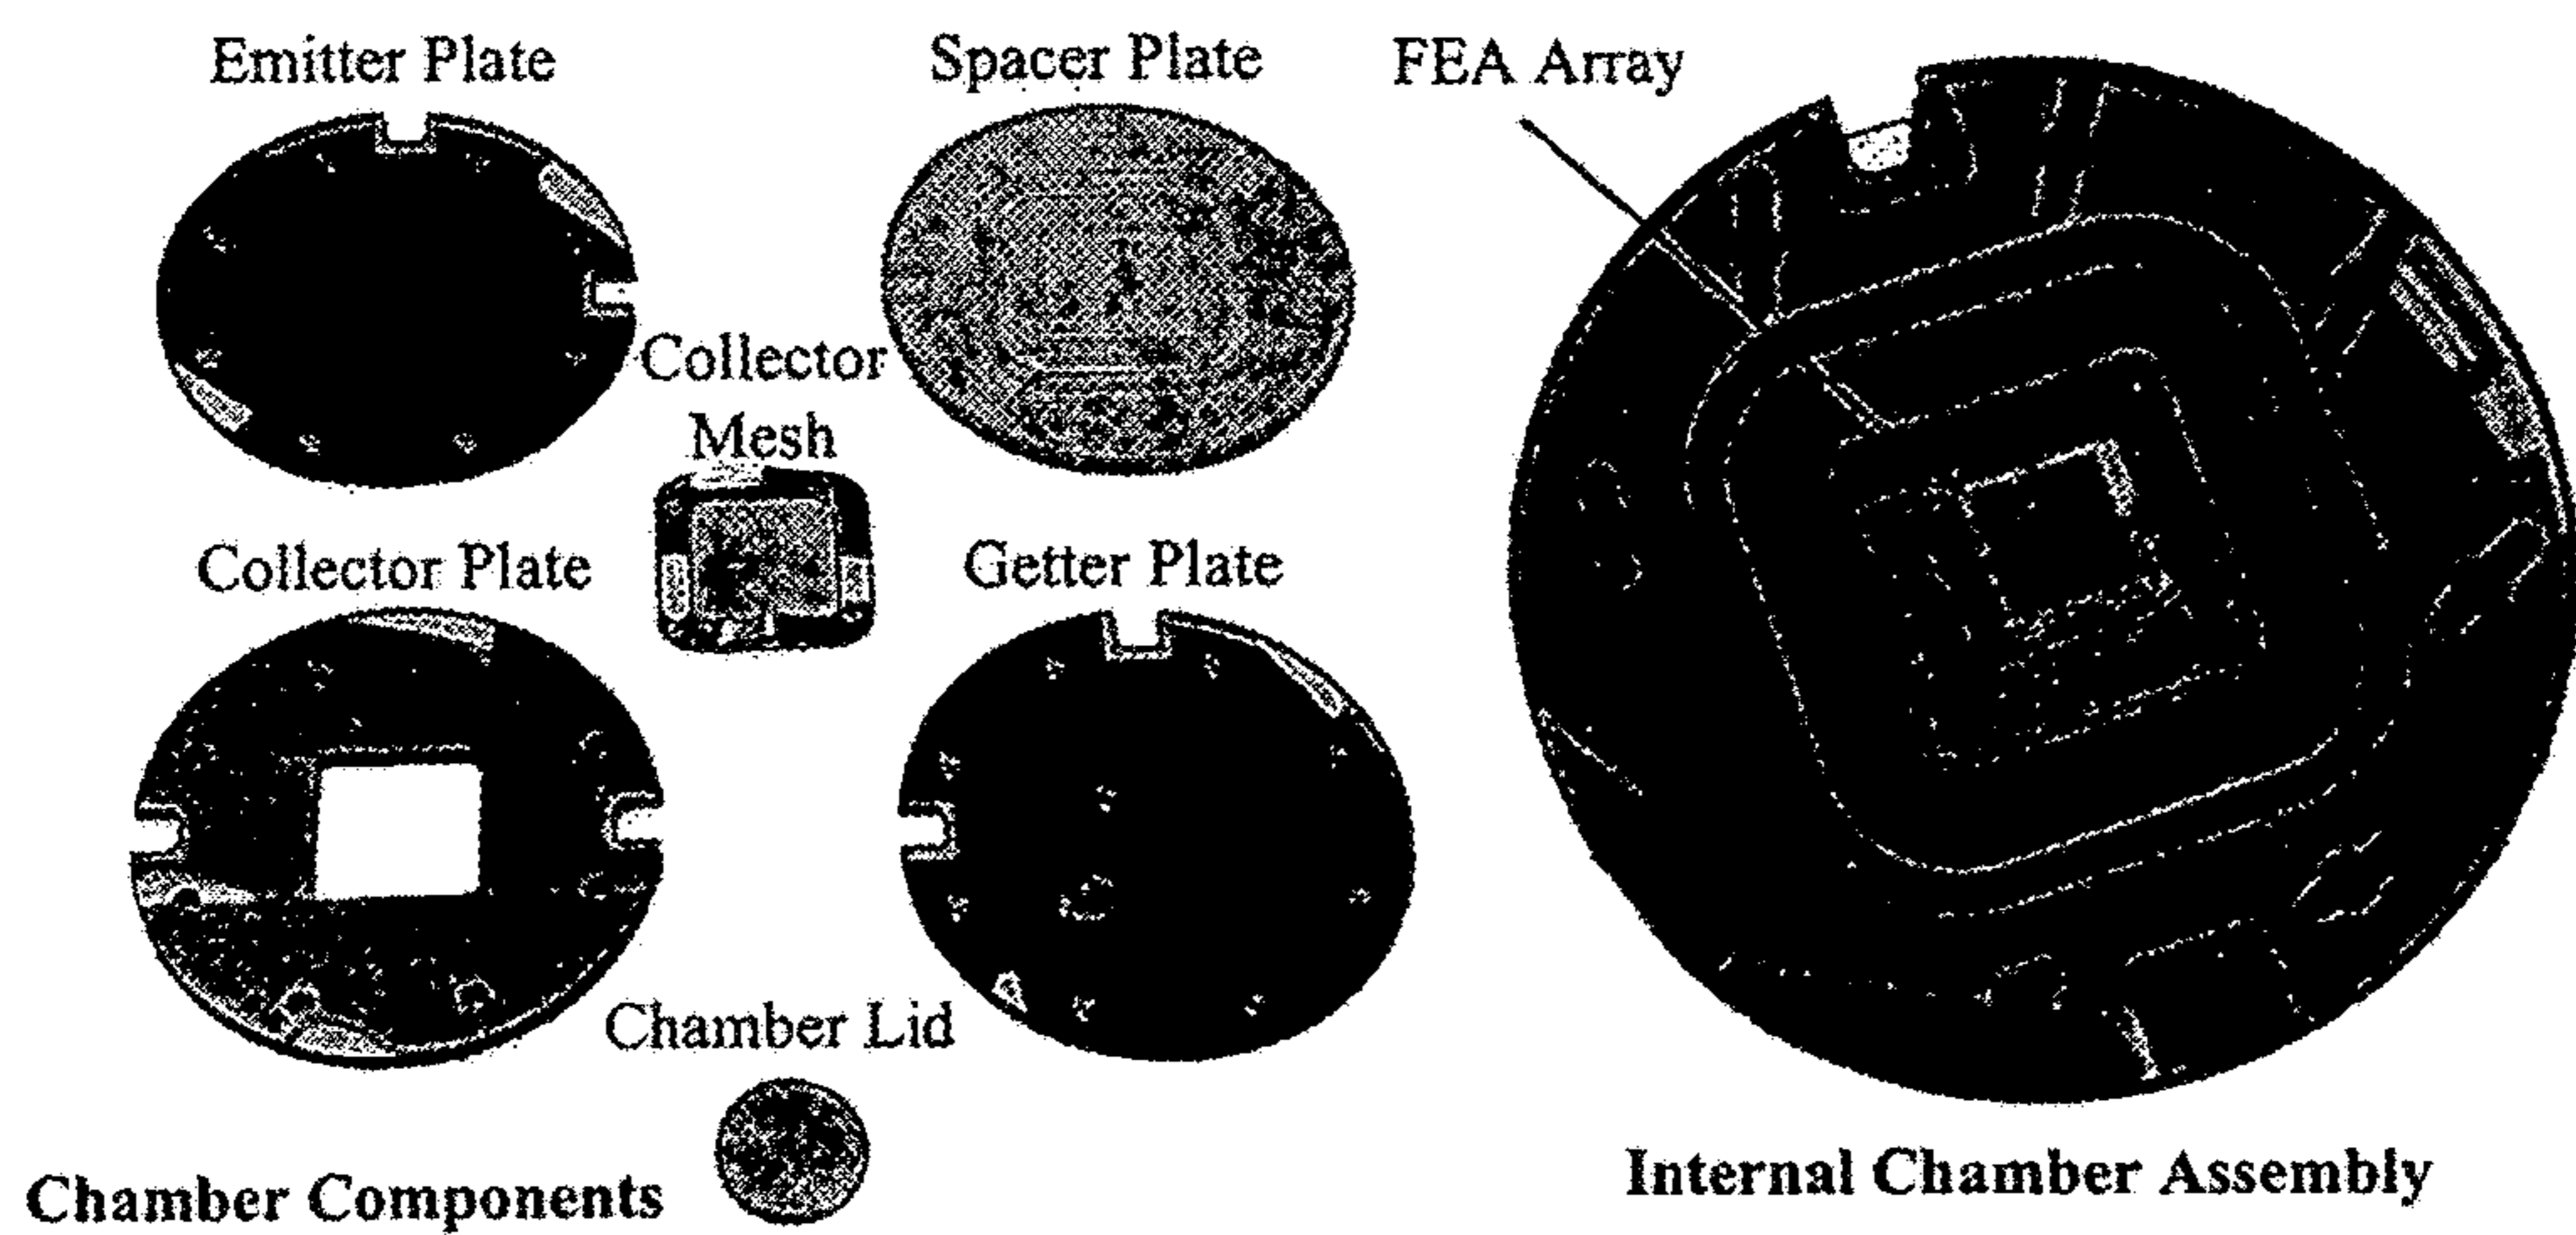 Emitter Plate
Spacer Plate
FEA Array
Collector
Mesh
Collector Plate
Getter Plate
Chamber Lid
Chamber Components
Internal Chamber Assembly